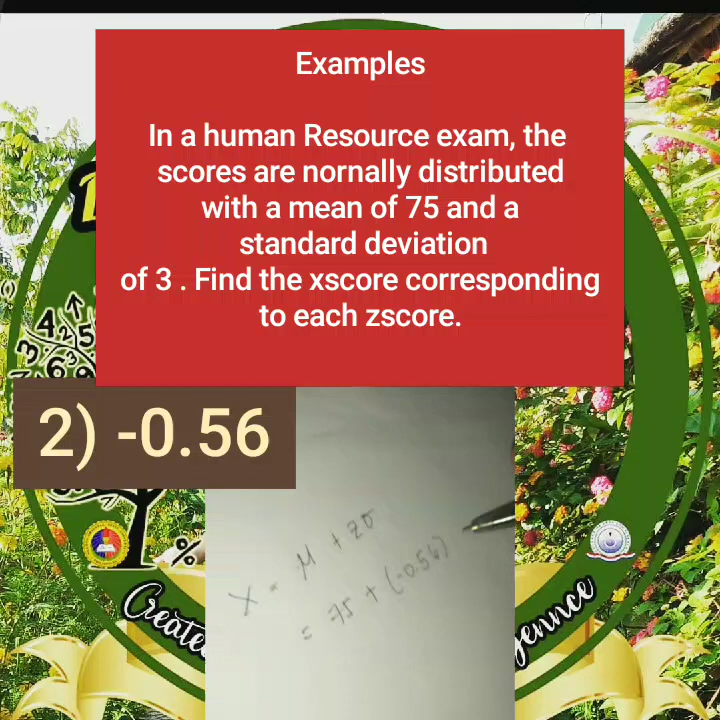 Examples
In a human Resource exam, the
scores are nornally distributed
with a mean of 75 and a
standard deviation
of 3 . Find the xscore corresponding
to each zscore.
2) -0.56
X = μ + zσ
= 75 + (-0.56)
Create
%